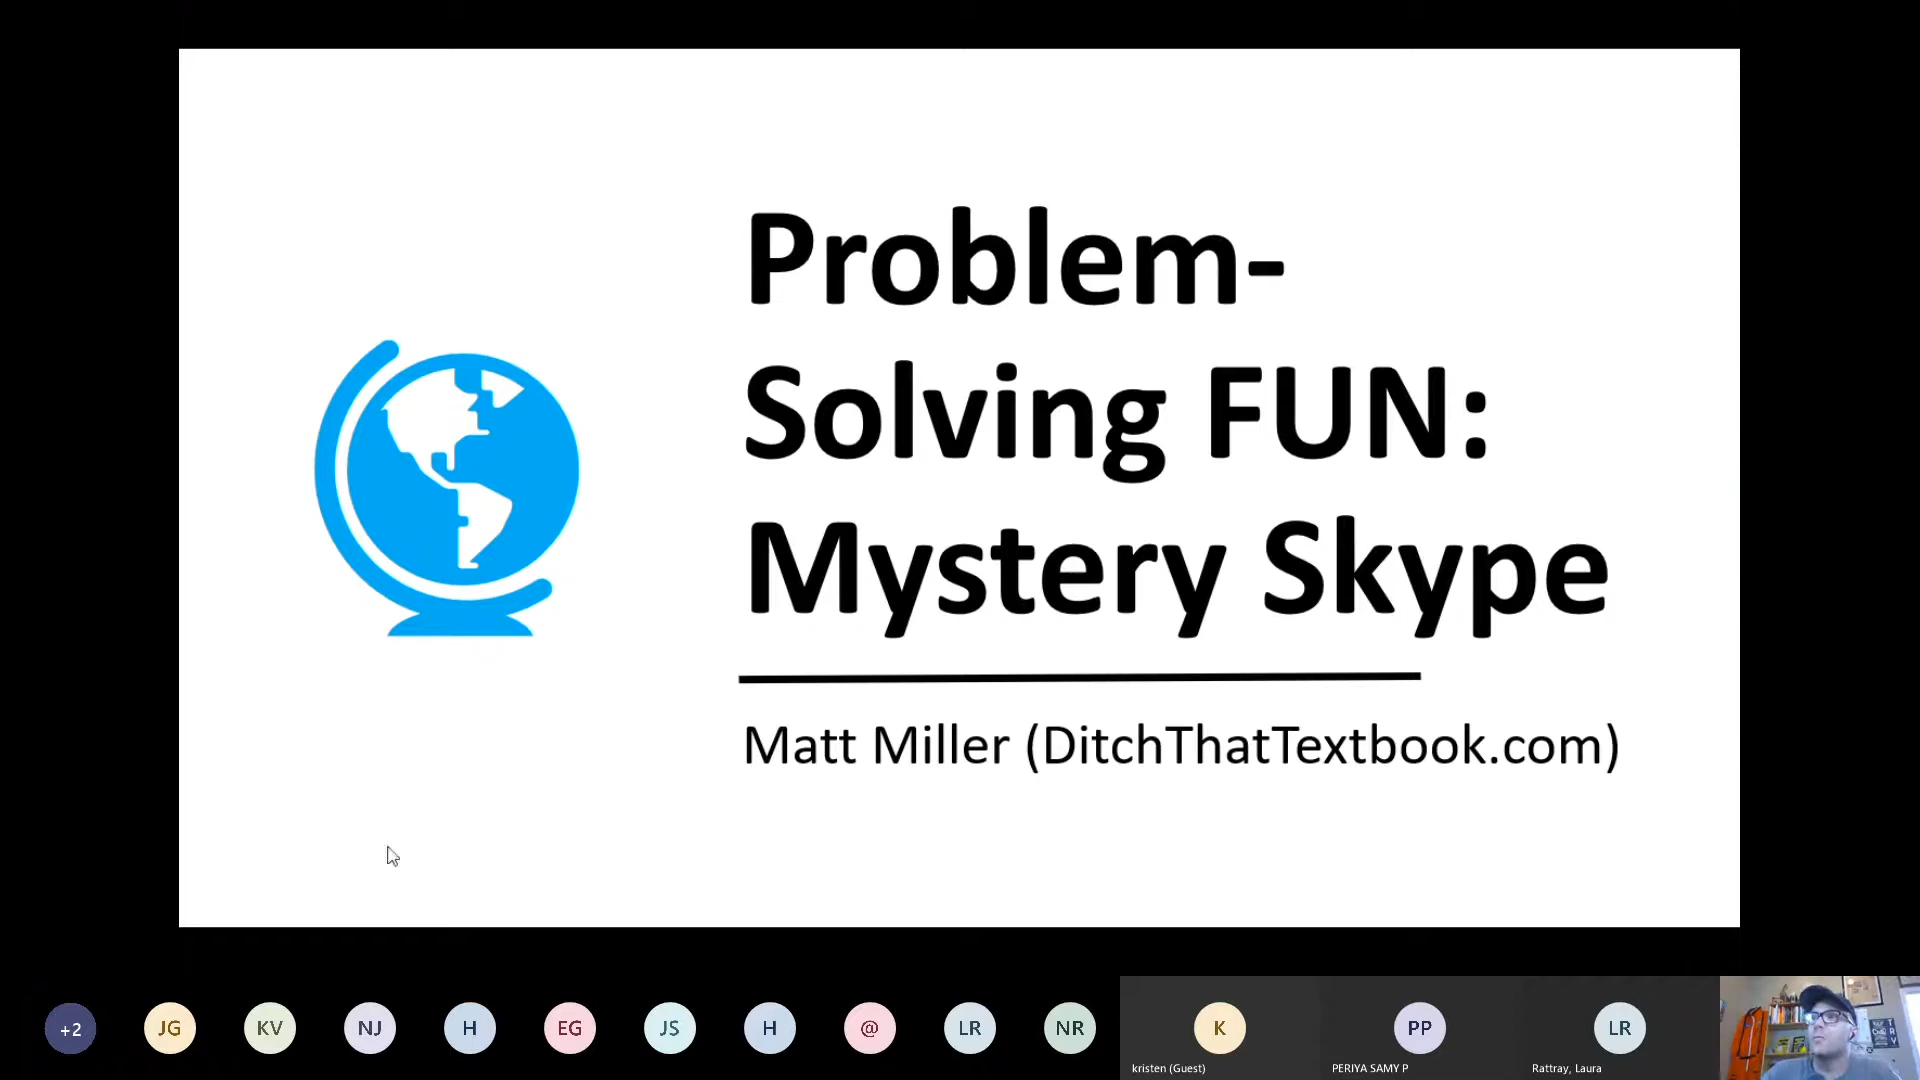 Problem-
Solving FUN:
Mystery Skype
Matt Miller (DitchThatTextbook.com)
+2
JG
KV
NJ
H
EG
JS
H
@
LR
NR
K
PP
LR
kristen (Guest)
PERIYA SAMY P
Rattray, Laura